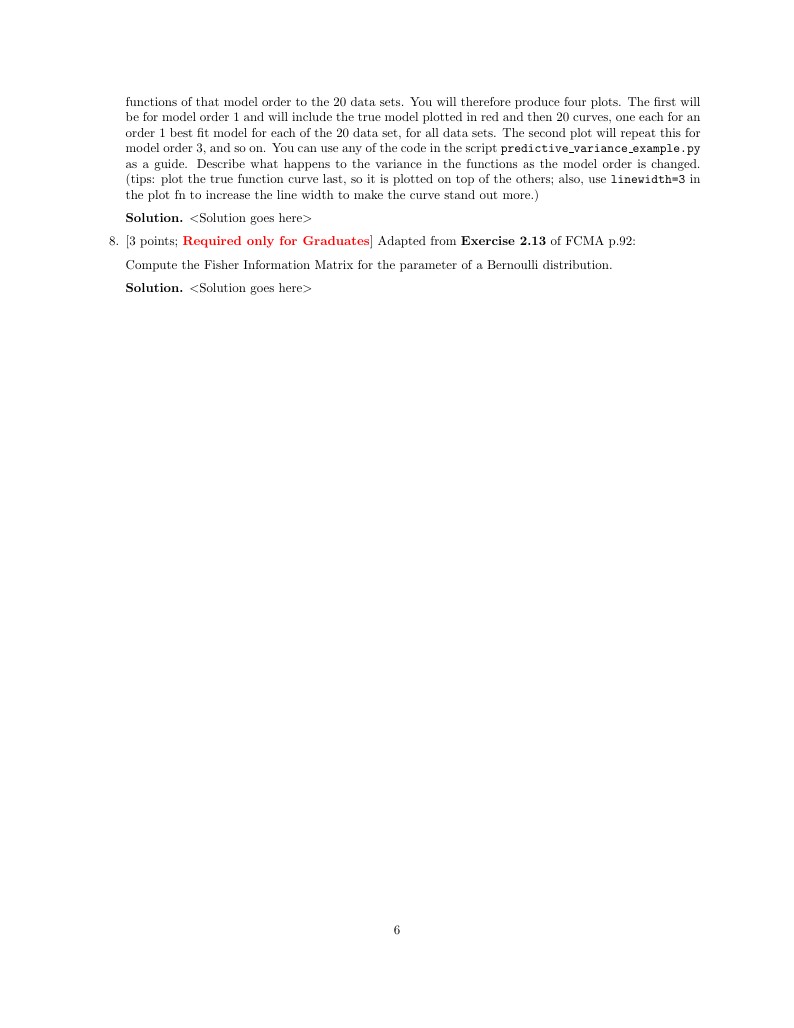 functions of that model order to the 20 data sets. You will therefore produce four plots. The first will
be for model order 1 and will include the true model plotted in red and then 20 curves, one each for an
order 1 best fit model for each of the 20 data set, for all data sets. The second plot will repeat this for
model order 3, and so on. You can use any of the code in the script predictive_variance_example.py
as a guide. Describe what happens to the variance in the functions as the model order is changed.
(tips: plot the true function curve last, so it is plotted on top of the others; also, use linewidth=3 in
the plot fn to increase the line width to make the curve stand out more.)
Solution. <Solution goes here>
8. [3 points; Required only for Graduates] Adapted from Exercise 2.13 of FCMA p.92:
Compute the Fisher Information Matrix for the parameter of a Bernoulli distribution.
Solution. <Solution goes here>
6